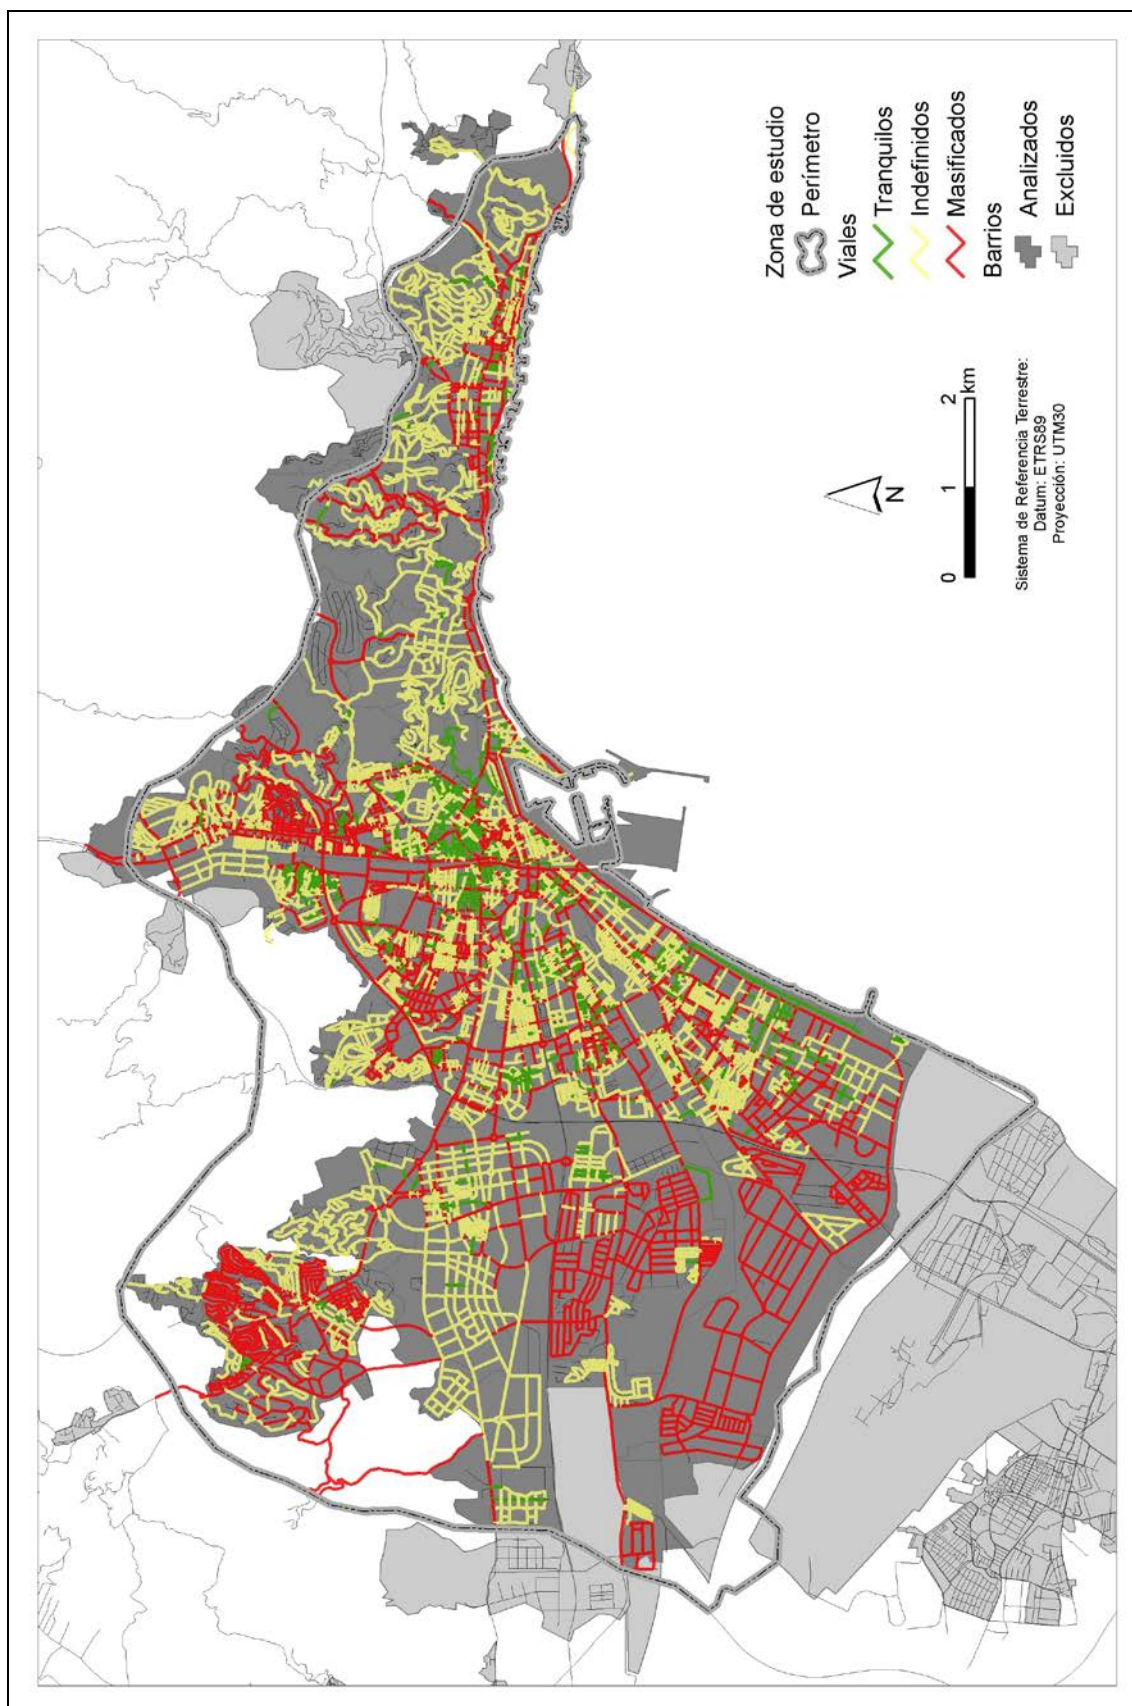 Zona de estudio
Perímetro
Viales
Tranquilos
Indefinidos
Masificados
Barrios
Analizados
Excluidos
N
0 1 2 km
Sistema de Referencia Terrestre:
Datum: ETRS89
Proyección: UTM30